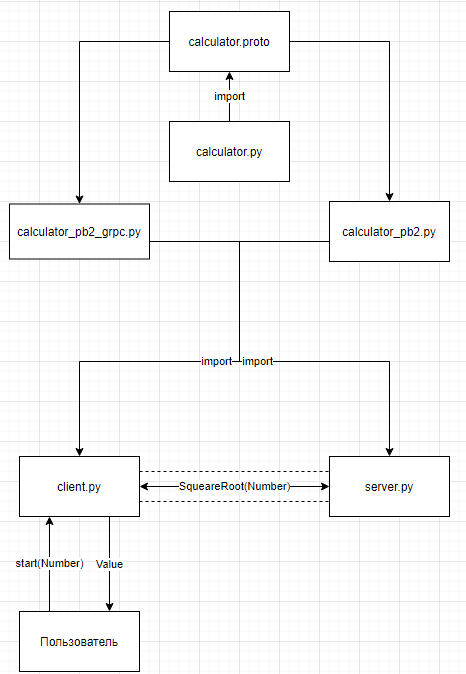 calculator.proto
import
calculator.py
calculator_pb2_grpc.py
calculator_pb2.py
import import
client.py
SqueareRoot(Number)
server.py
start(Number)
Value
Пользователь